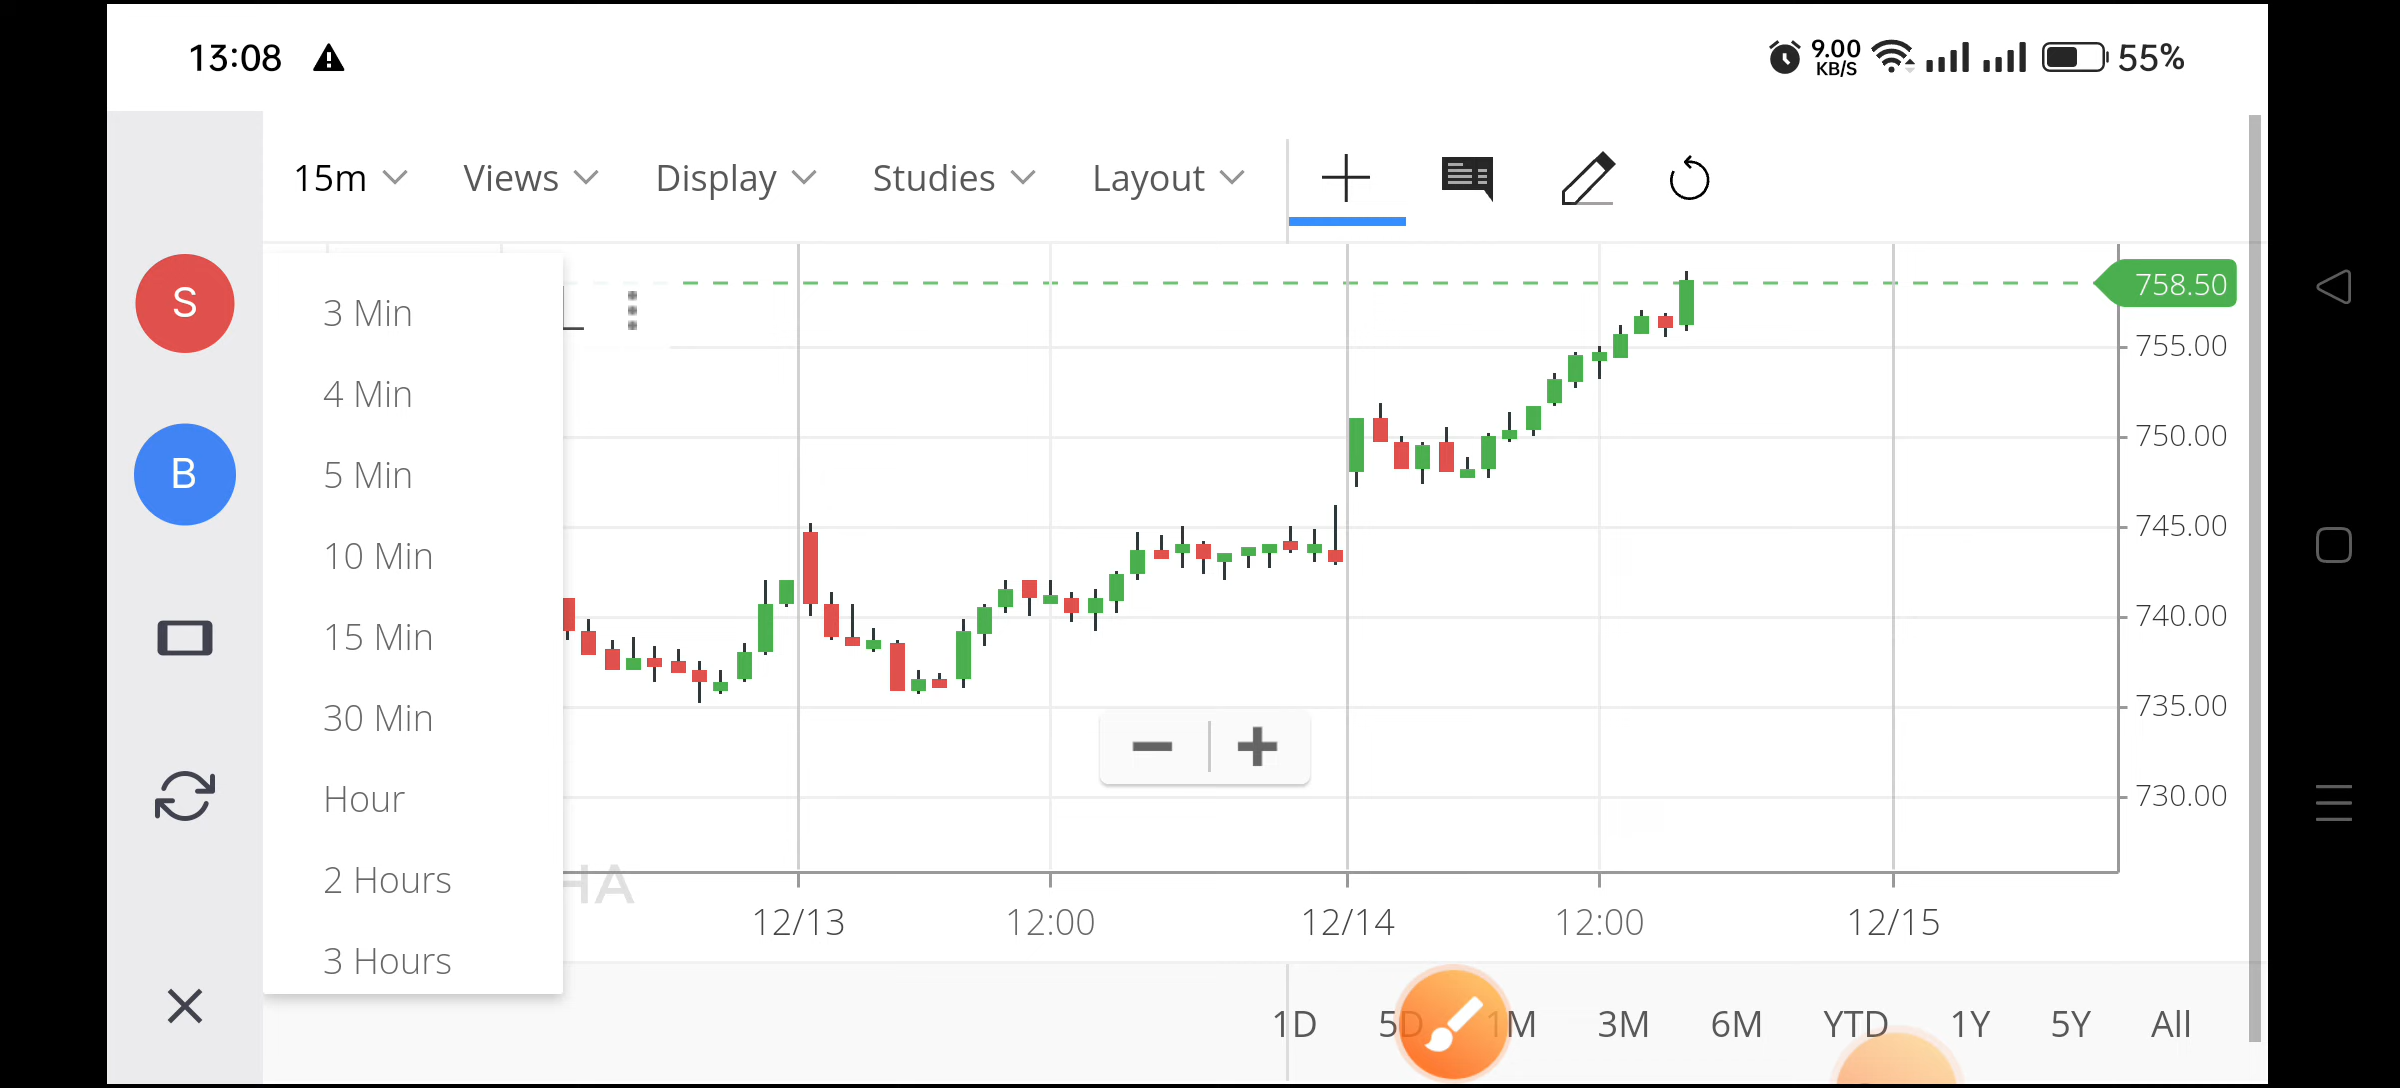 13:08
9.00
KB/S
55%
15m Views Display Studies Layout
S
B
3 Min
4 Min
5 Min
10 Min
15 Min
30 Min
Hour
2 Hours
3 Hours
758.50
755.00
750.00
745.00
740.00
735.00
730.00
HA
12/13 12:00 12/14 12:00 12/15
1D 5D 1M 3M 6M YTD 1Y 5Y All